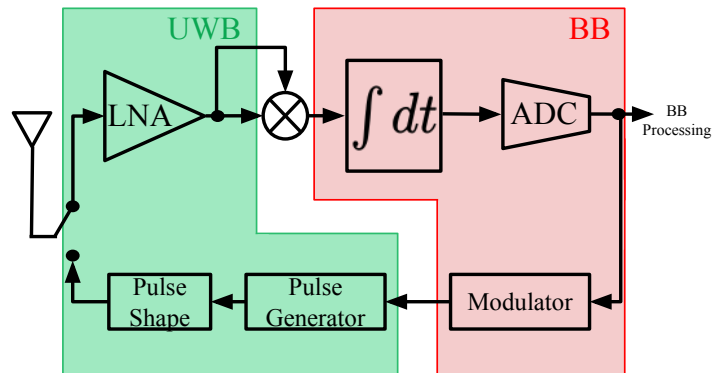 UWB
BB
LNA
∫ dt
ADC
BB
Processing
Pulse
Shape
Pulse
Generator
Modulator